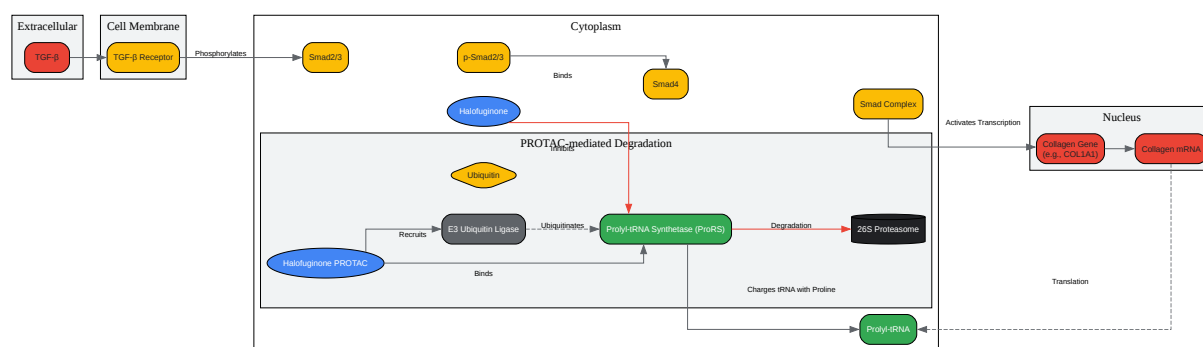 Extracellular
Cell Membrane
Cytoplasm
TGF-β
TGF-β Receptor
Phosphorylates
Smad2/3
p-Smad2/3
Binds
Smad4
Halofuginone
Smad Complex
Activates Transcription
Nucleus
Collagen Gene
(e.g., COL1A1)
Collagen mRNA
Inhibits
PROTAC-mediated Degradation
Ubiquitin
E3 Ubiquitin Ligase
Ubiquitinates
Prolyl-tRNA Synthetase (ProRS)
Degradation
26S Proteasome
Recruits
Halofuginone PROTAC
Binds
Charges tRNA with Proline
Translation
Prolyl-tRNA